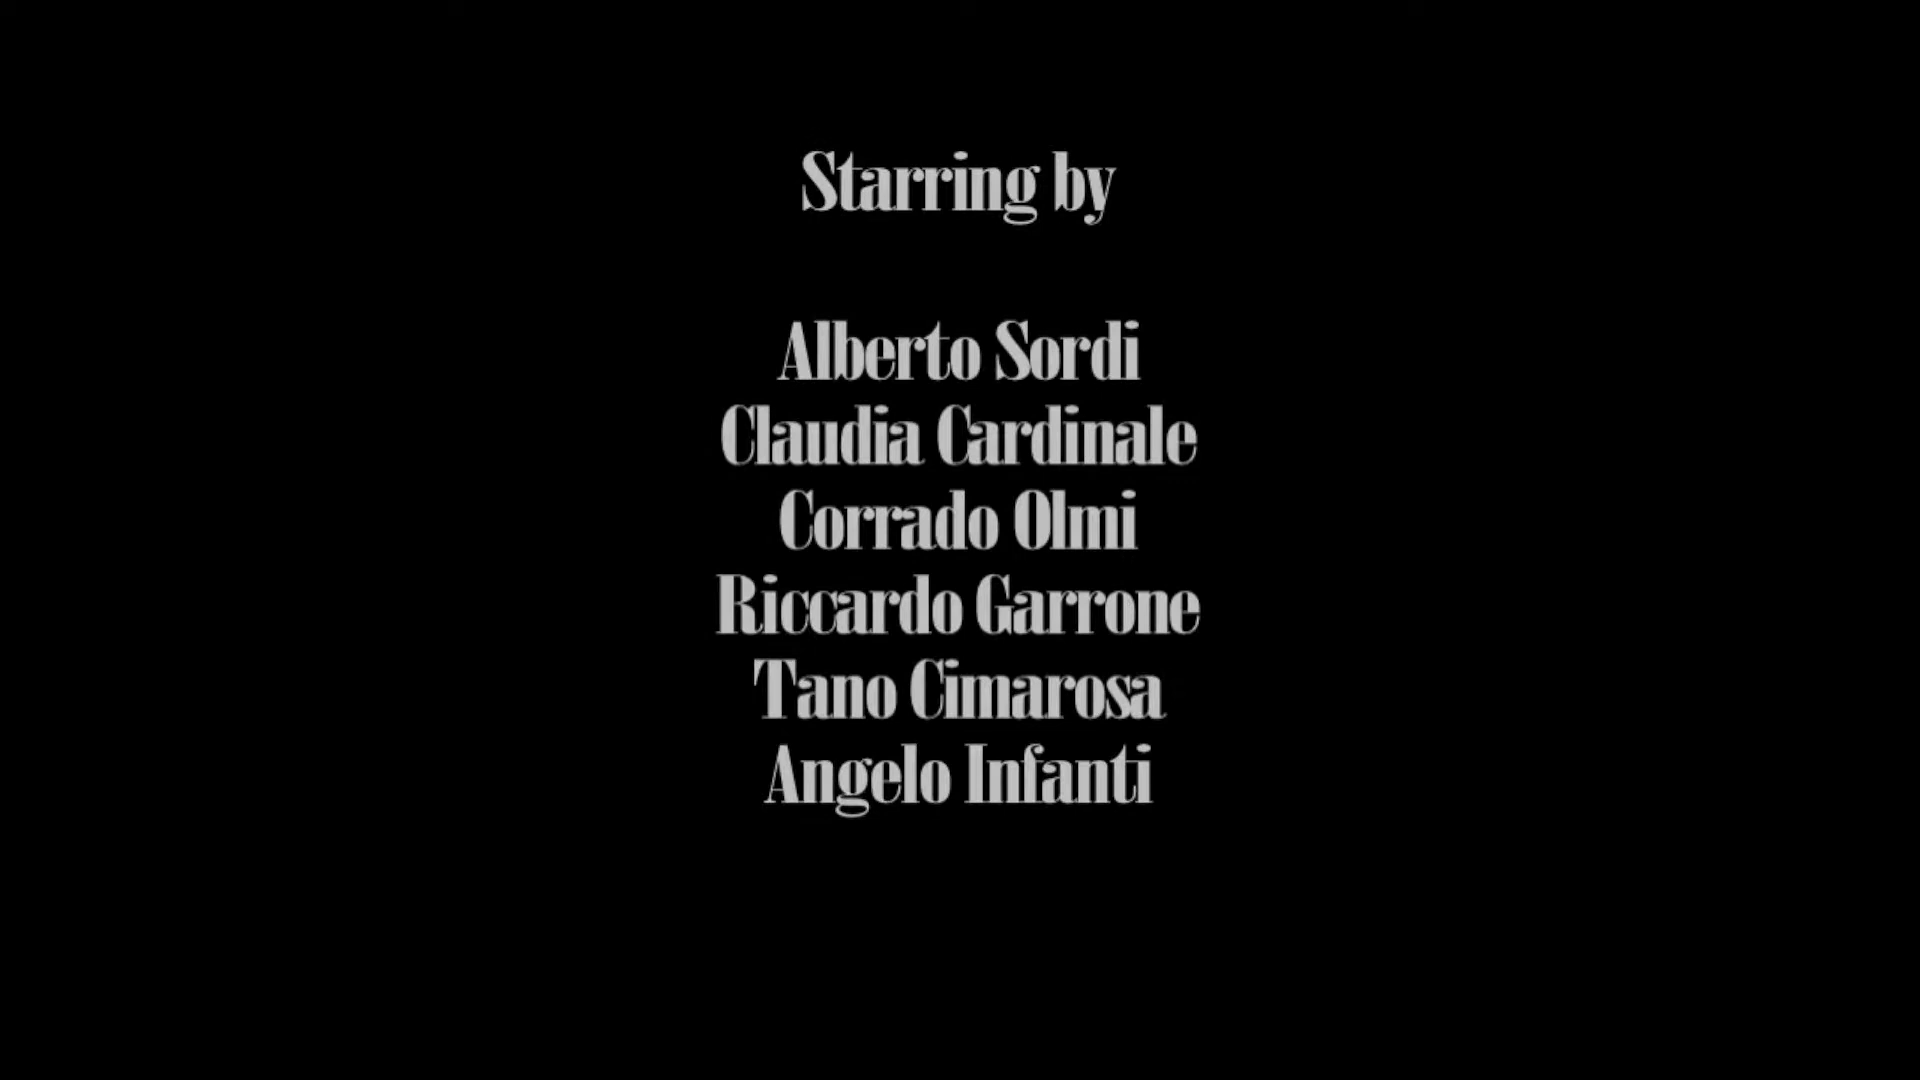 Starring by
Alberto Sordi
Claudia Cardinale
Corrado Olmi
Riccardo Garrone
Tano Cimarosa
Angelo Infanti